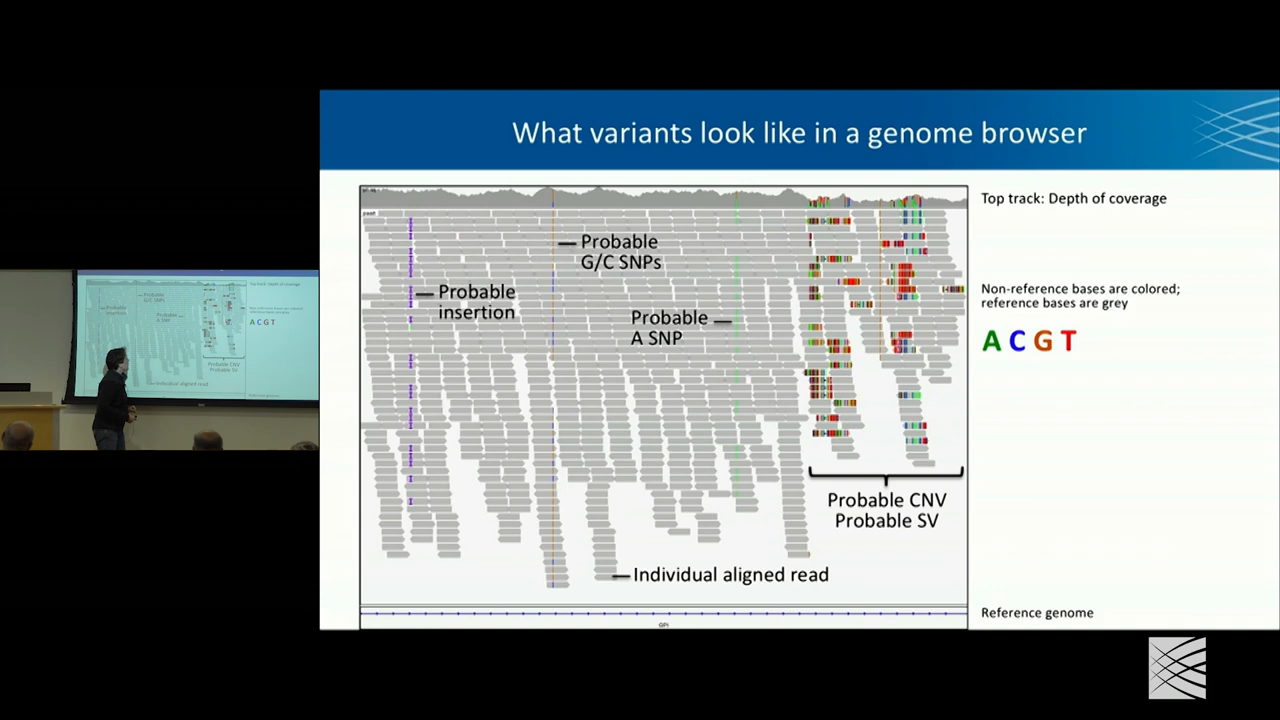 What variants look like in a genome browser
Top track: Depth of coverage
Probable
G/C SNPs
Probable
insertion
Probable
A SNP
Non-reference bases are colored;
reference bases are grey
A C G T
Probable CNV
Probable SV
Individual aligned read
Reference genome
GPI